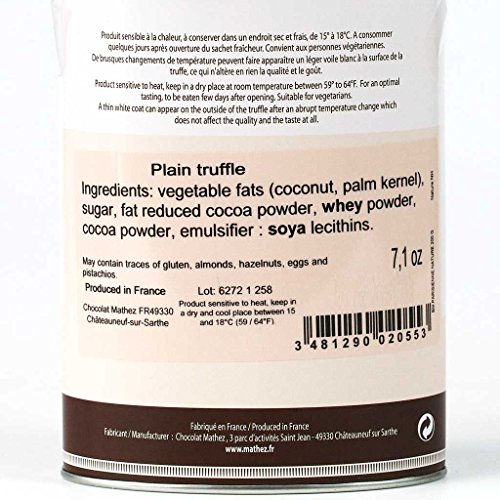 Produit sensible à la chaleur, à conserver dans un endroit sec et frais, de 15° à 18°C. A consommer
quelques jours après ouverture du sachet fraîcheur. Convient aux personnes végétariennes.
De brusques changements de température peuvent faire apparaître un léger voile blanc à la surface de la
truffe, ce qui n'altère en rien la qualité et le goût.
Product sensitive to heat, keep in a dry place at room temperature between 59° to 64°F. For an optimal
tasting, to be eaten few days after opening. Suitable for vegetarians.
A thin white coat can appear on the outside of the truffle after an abrupt temperature change which
does not affect the quality and the taste at all.
Plain truffle
Ingredients: vegetable fats (coconut, palm kernel),
sugar, fat reduced cocoa powder, whey powder,
cocoa powder, emulsifier : soya lecithins.
May contain traces of gluten, almonds, hazelnuts, eggs and
pistachios.
7,1 oz
Produced in France
Lot: 6272 1 258
Chocolat Mathez FR49330
Châteauneuf-sur-Sarthe
Product sensitive to heat, keep in
a dry and cool place between 15
and 18°C (59 / 64°F).
3 481290 020553
Fabriqué en France / Produced in France
Fabricant / Manufacturer : Chocolat Mathez, 3 parc d'activités Saint Jean - 49330 Châteauneuf sur Sarthe
www.mathez.fr